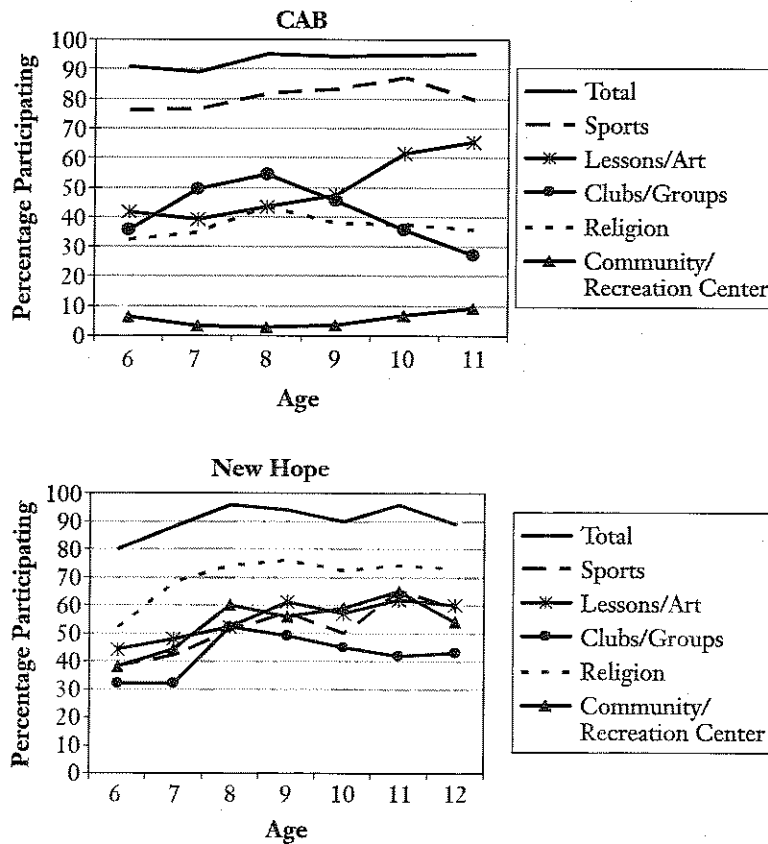 CAB
Percentage Participating
100
90
80
70
60
50
40
30
20
10
0
6 7 8 9 10 11
Age
Total
Sports
Lessons/Art
Clubs/Groups
Religion
Community/
Recreation Center
New Hope
Percentage Participating
100
90
80
70
60
50
40
30
20
10
0
6 7 8 9 10 11 12
Age
Total
Sports
Lessons/Art
Clubs/Groups
Religion
Community/
Recreation Center